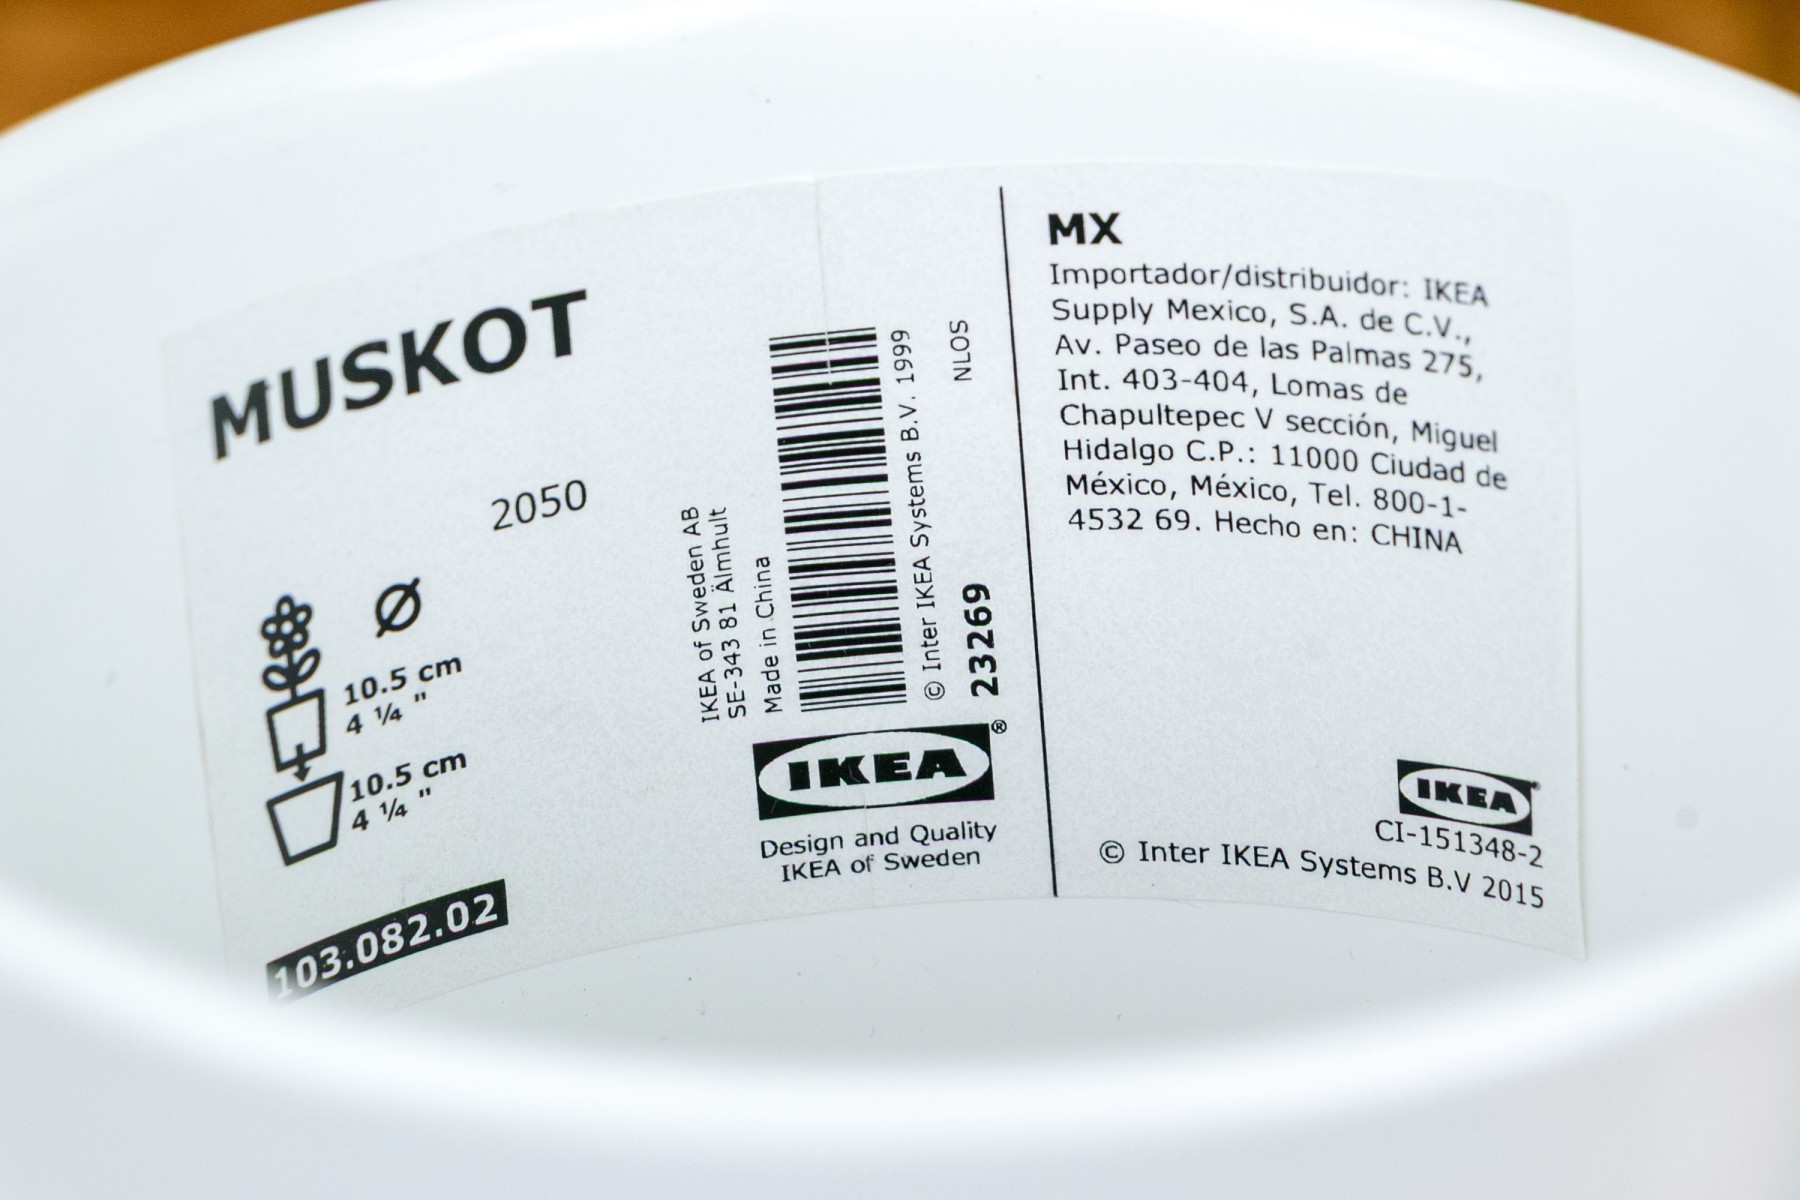 MUSKOT
2050
Ø
10.5 cm
4 ¼ "
10.5 cm
4 ¼ "
103.082.02
IKEA of Sweden AB
SE-343 81 Älmhult
Made in China
© Inter IKEA Systems B.V. 1999
23269
NLOS
IKEA®
Design and Quality
IKEA of Sweden
MX
Importador/distribuidor: IKEA
Supply Mexico, S.A. de C.V.,
Av. Paseo de las Palmas 275,
Int. 403-404, Lomas de
Chapultepec V sección, Miguel
Hidalgo C.P.: 11000 Ciudad de
México, México, Tel. 800-1-
4532 69. Hecho en: CHINA
IKEA
CI-151348-2
© Inter IKEA Systems B.V 2015